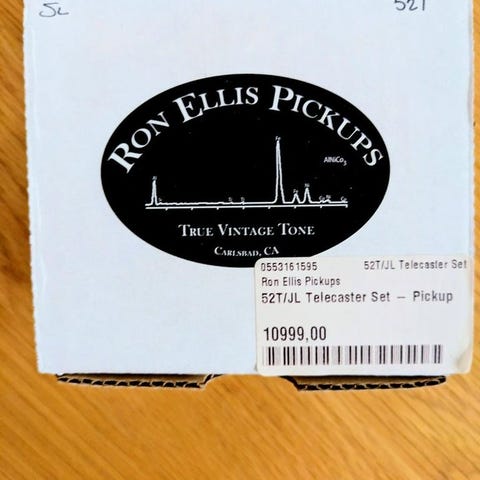 JL 52T
RON ELLIS PICKUPS
AlNiCo5
TRUE VINTAGE TONE
CARLSBAD, CA
0553161595 52T/JL Telecaster Set
Ron Ellis Pickups
52T/JL Telecaster Set – Pickup
10999,00